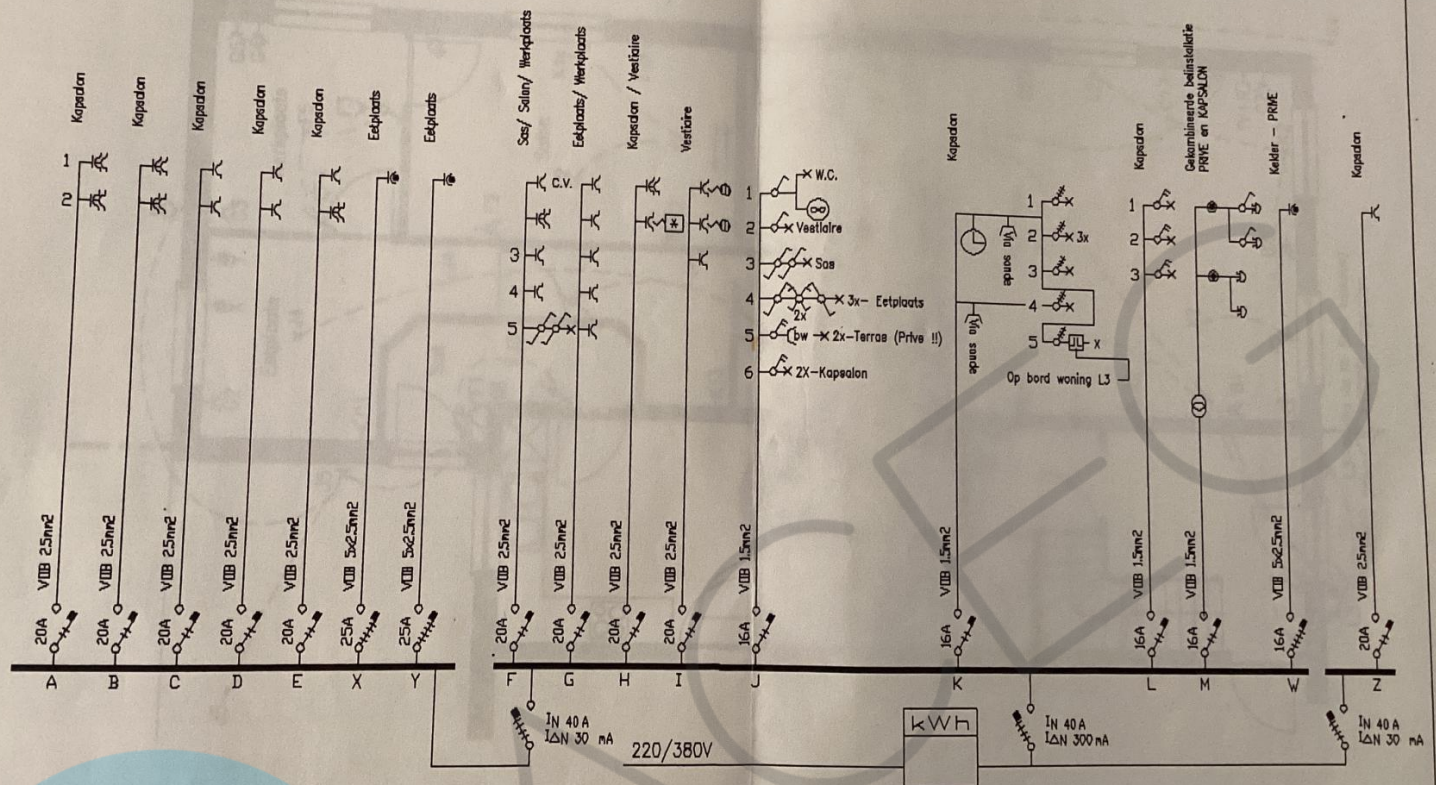 Kapsalon
Kapsalon
Kapsalon
Kapsalon
Kapsalon
Eetplaats
Eetplaats
Sas/ Salon/ Werkplaats
Eetplaats/ Werkplaats
Kapsalon / Vestiaire
Vestiaire
Kapsalon
Kapsalon
Gekombineerde belinstallatie
PRIVE en KAPSALON
Kelder - PRIVE
Kapsalon
1
2
3
4
5
C.V.
*
1 W.C.
2 Vestiaire
3 Sas
4 3x- Eetplaats
2x
5 bw 2x-Terras (Prive !!)
6 2X-Kapsalon
1
2 3x
3
4
5 X
Via sonde
Via sonde
Op bord woning L3
1
2
3
VOB 2.5mm2
VOB 2.5mm2
VOB 2.5mm2
VOB 2.5mm2
VOB 2.5mm2
VOB 5x2.5mm2
VOB 5x2.5mm2
VOB 2.5mm2
VOB 2.5mm2
VOB 2.5mm2
VOB 2.5mm2
VOB 1.5mm2
VOB 1.5mm2
VOB 1.5mm2
VOB 1.5mm2
VOB 5x2.5mm2
VOB 2.5mm2
20A
20A
20A
20A
20A
25A
25A
20A
20A
20A
20A
16A
16A
16A
16A
16A
20A
A B C D E X Y F G H I J K L M W Z
IN 40 A
IΔN 30 mA
220/380V
kWh
IN 40 A
IΔN 300 mA
IN 40 A
IΔN 30 mA